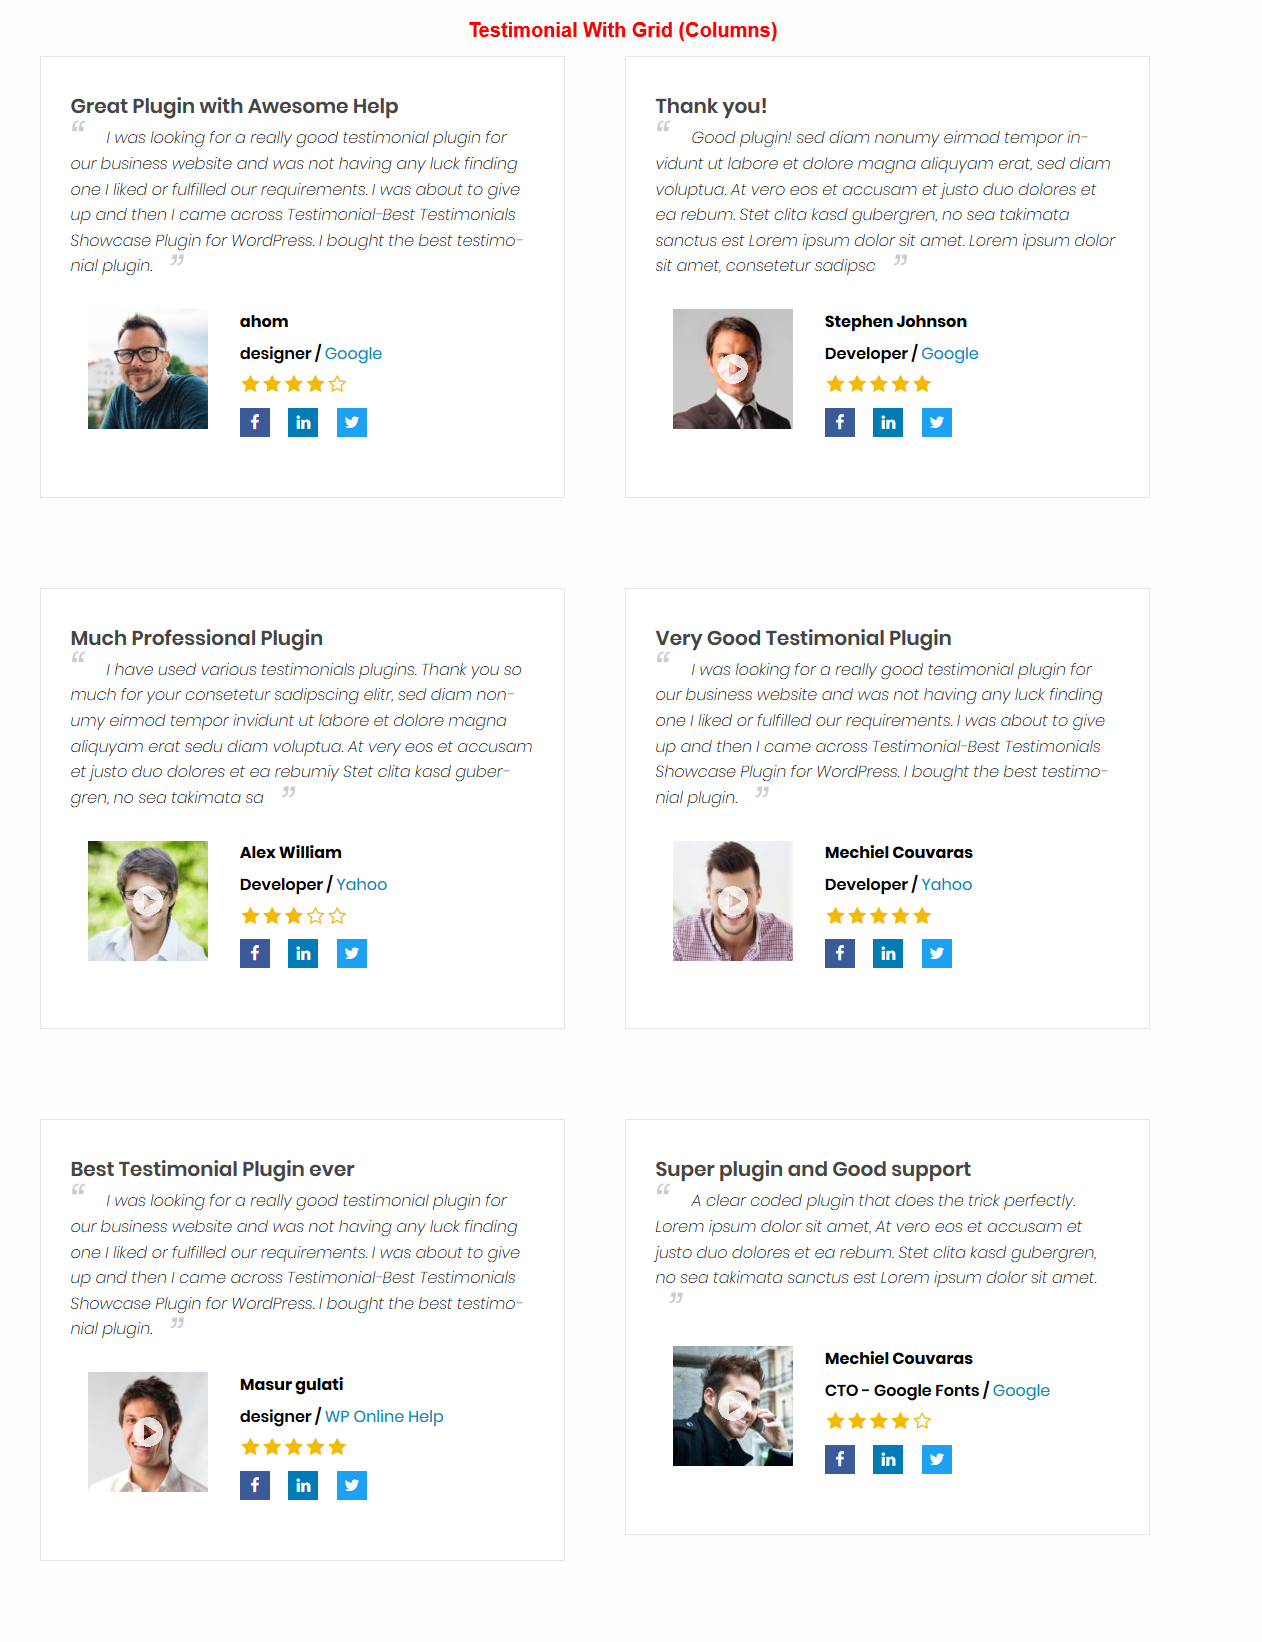 Testimonial With Grid (Columns)
Great Plugin with Awesome Help
“ I was looking for a really good testimonial plugin for
our business website and was not having any luck finding
one I liked or fulfilled our requirements. I was about to give
up and then I came across Testimonial-Best Testimonials
Showcase Plugin for WordPress. I bought the best testimo-
nial plugin. ”
ahom
designer / Google
Thank you!
“ Good plugin! sed diam nonumy eirmod tempor in-
vidunt ut labore et dolore magna aliquyam erat, sed diam
voluptua. At vero eos et accusam et justo duo dolores et
ea rebum. Stet clita kasd gubergren, no sea takimata
sanctus est Lorem ipsum dolor sit amet. Lorem ipsum dolor
sit amet, consetetur sadipsc ”
Stephen Johnson
Developer / Google
Much Professional Plugin
“ I have used various testimonials plugins. Thank you so
much for your consetetur sadipscing elitr, sed diam non-
umy eirmod tempor invidunt ut labore et dolore magna
aliquyam erat sedu diam voluptua. At very eos et accusam
et justo duo dolores et ea rebumiy Stet clita kasd guber-
gren, no sea takimata sa ”
Alex William
Developer / Yahoo
Very Good Testimonial Plugin
“ I was looking for a really good testimonial plugin for
our business website and was not having any luck finding
one I liked or fulfilled our requirements. I was about to give
up and then I came across Testimonial-Best Testimonials
Showcase Plugin for WordPress. I bought the best testimo-
nial plugin. ”
Mechiel Couvaras
Developer / Yahoo
Best Testimonial Plugin ever
“ I was looking for a really good testimonial plugin for
our business website and was not having any luck finding
one I liked or fulfilled our requirements. I was about to give
up and then I came across Testimonial-Best Testimonials
Showcase Plugin for WordPress. I bought the best testimo-
nial plugin. ”
Masur gulati
designer / WP Online Help
Super plugin and Good support
“ A clear coded plugin that does the trick perfectly.
Lorem ipsum dolor sit amet, At vero eos et accusam et
justo duo dolores et ea rebum. Stet clita kasd gubergren,
no sea takimata sanctus est Lorem ipsum dolor sit amet.
”
Mechiel Couvaras
CTO - Google Fonts / Google